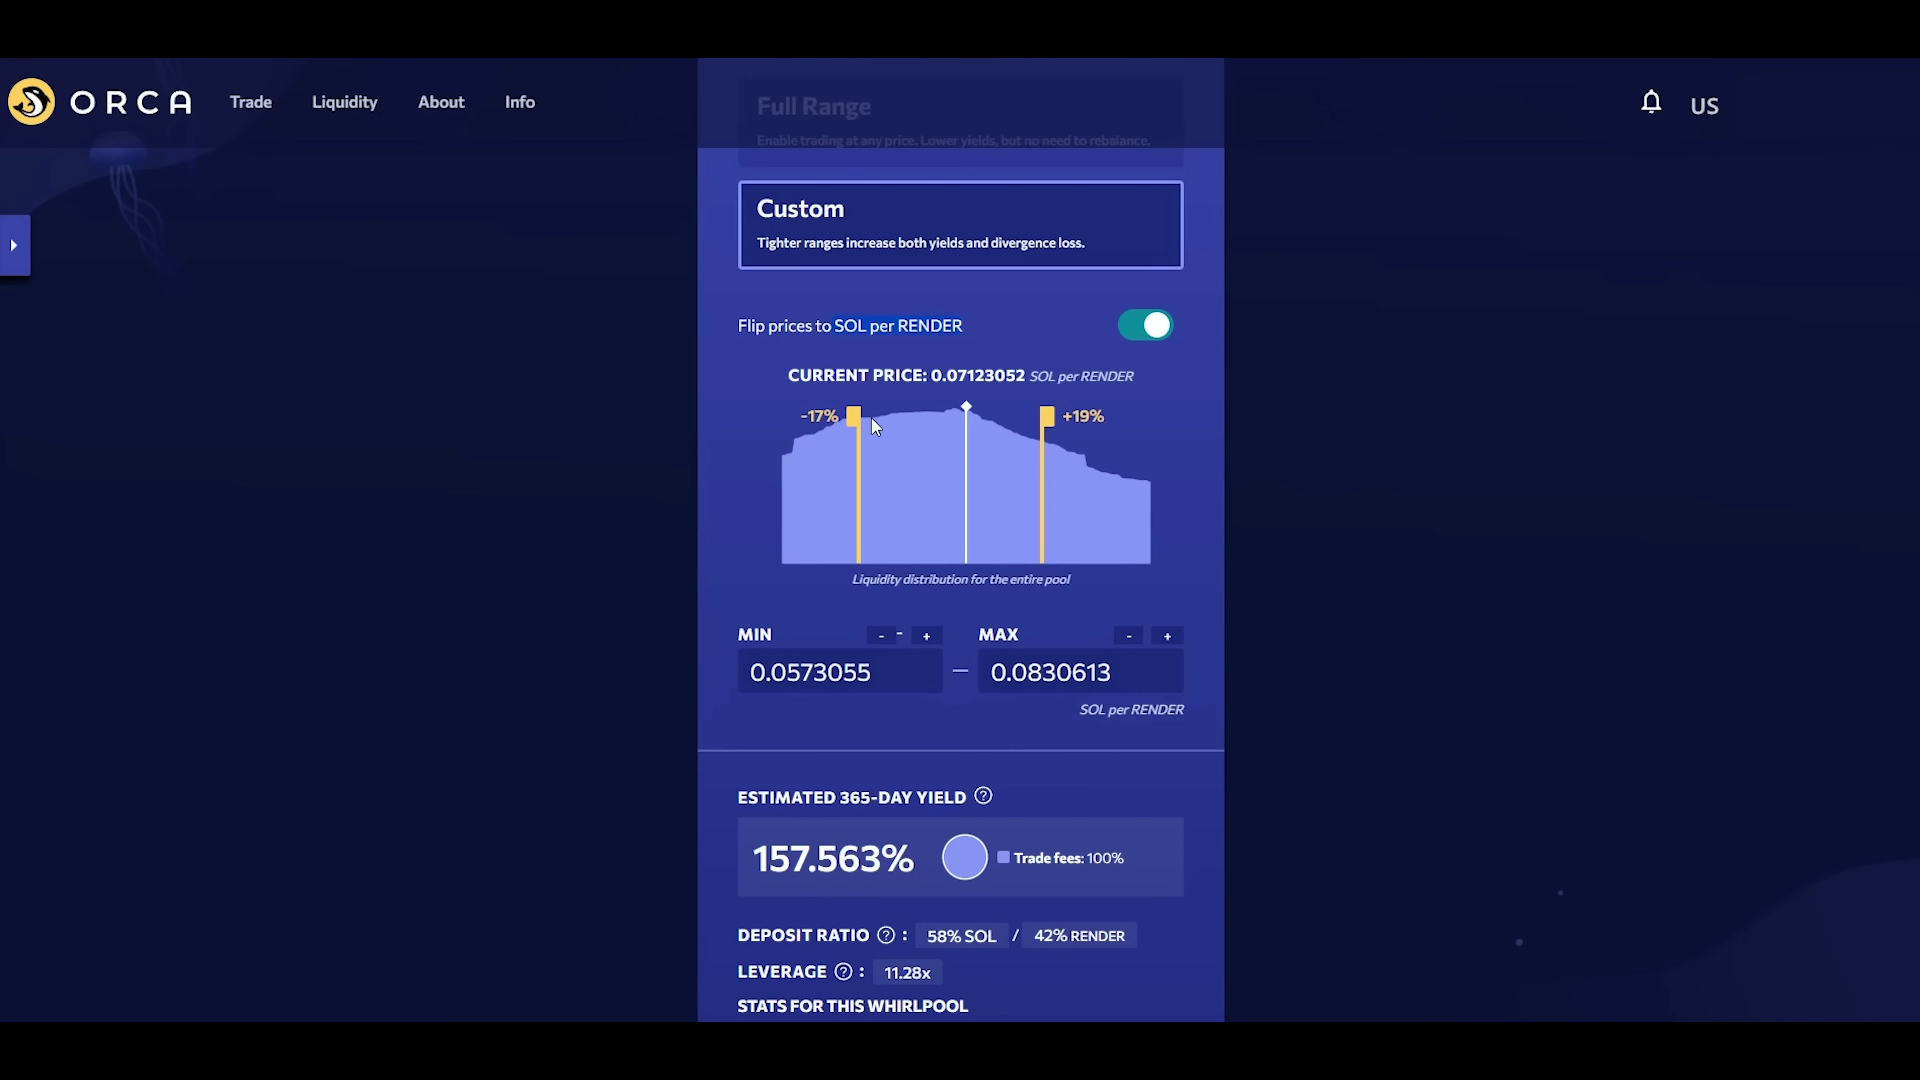 ORCA Trade Liquidity About Info US
Full Range
Enable trading at any price. Lower yields, but no need to rebalance.
Custom
Tighter ranges increase both yields and divergence loss.
Flip prices to SOL per RENDER
CURRENT PRICE: 0.07123052 SOL per RENDER
-17% +19%
Liquidity distribution for the entire pool
MIN - - + MAX - +
0.0573055 — 0.0830613
SOL per RENDER
ESTIMATED 365-DAY YIELD ?
157.563% Trade fees: 100%
DEPOSIT RATIO ? : 58% SOL / 42% RENDER
LEVERAGE ? : 11.28x
STATS FOR THIS WHIRLPOOL